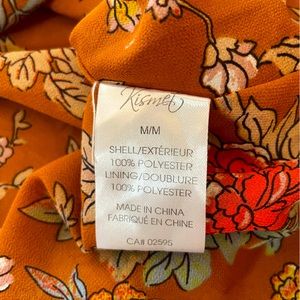 Kismet
M/M
SHELL/EXTÉRIEUR
100% POLYESTER
LINING/DOUBLURE
100% POLYESTER
MADE IN CHINA
FABRIQUÉ EN CHINE
CA# 02595